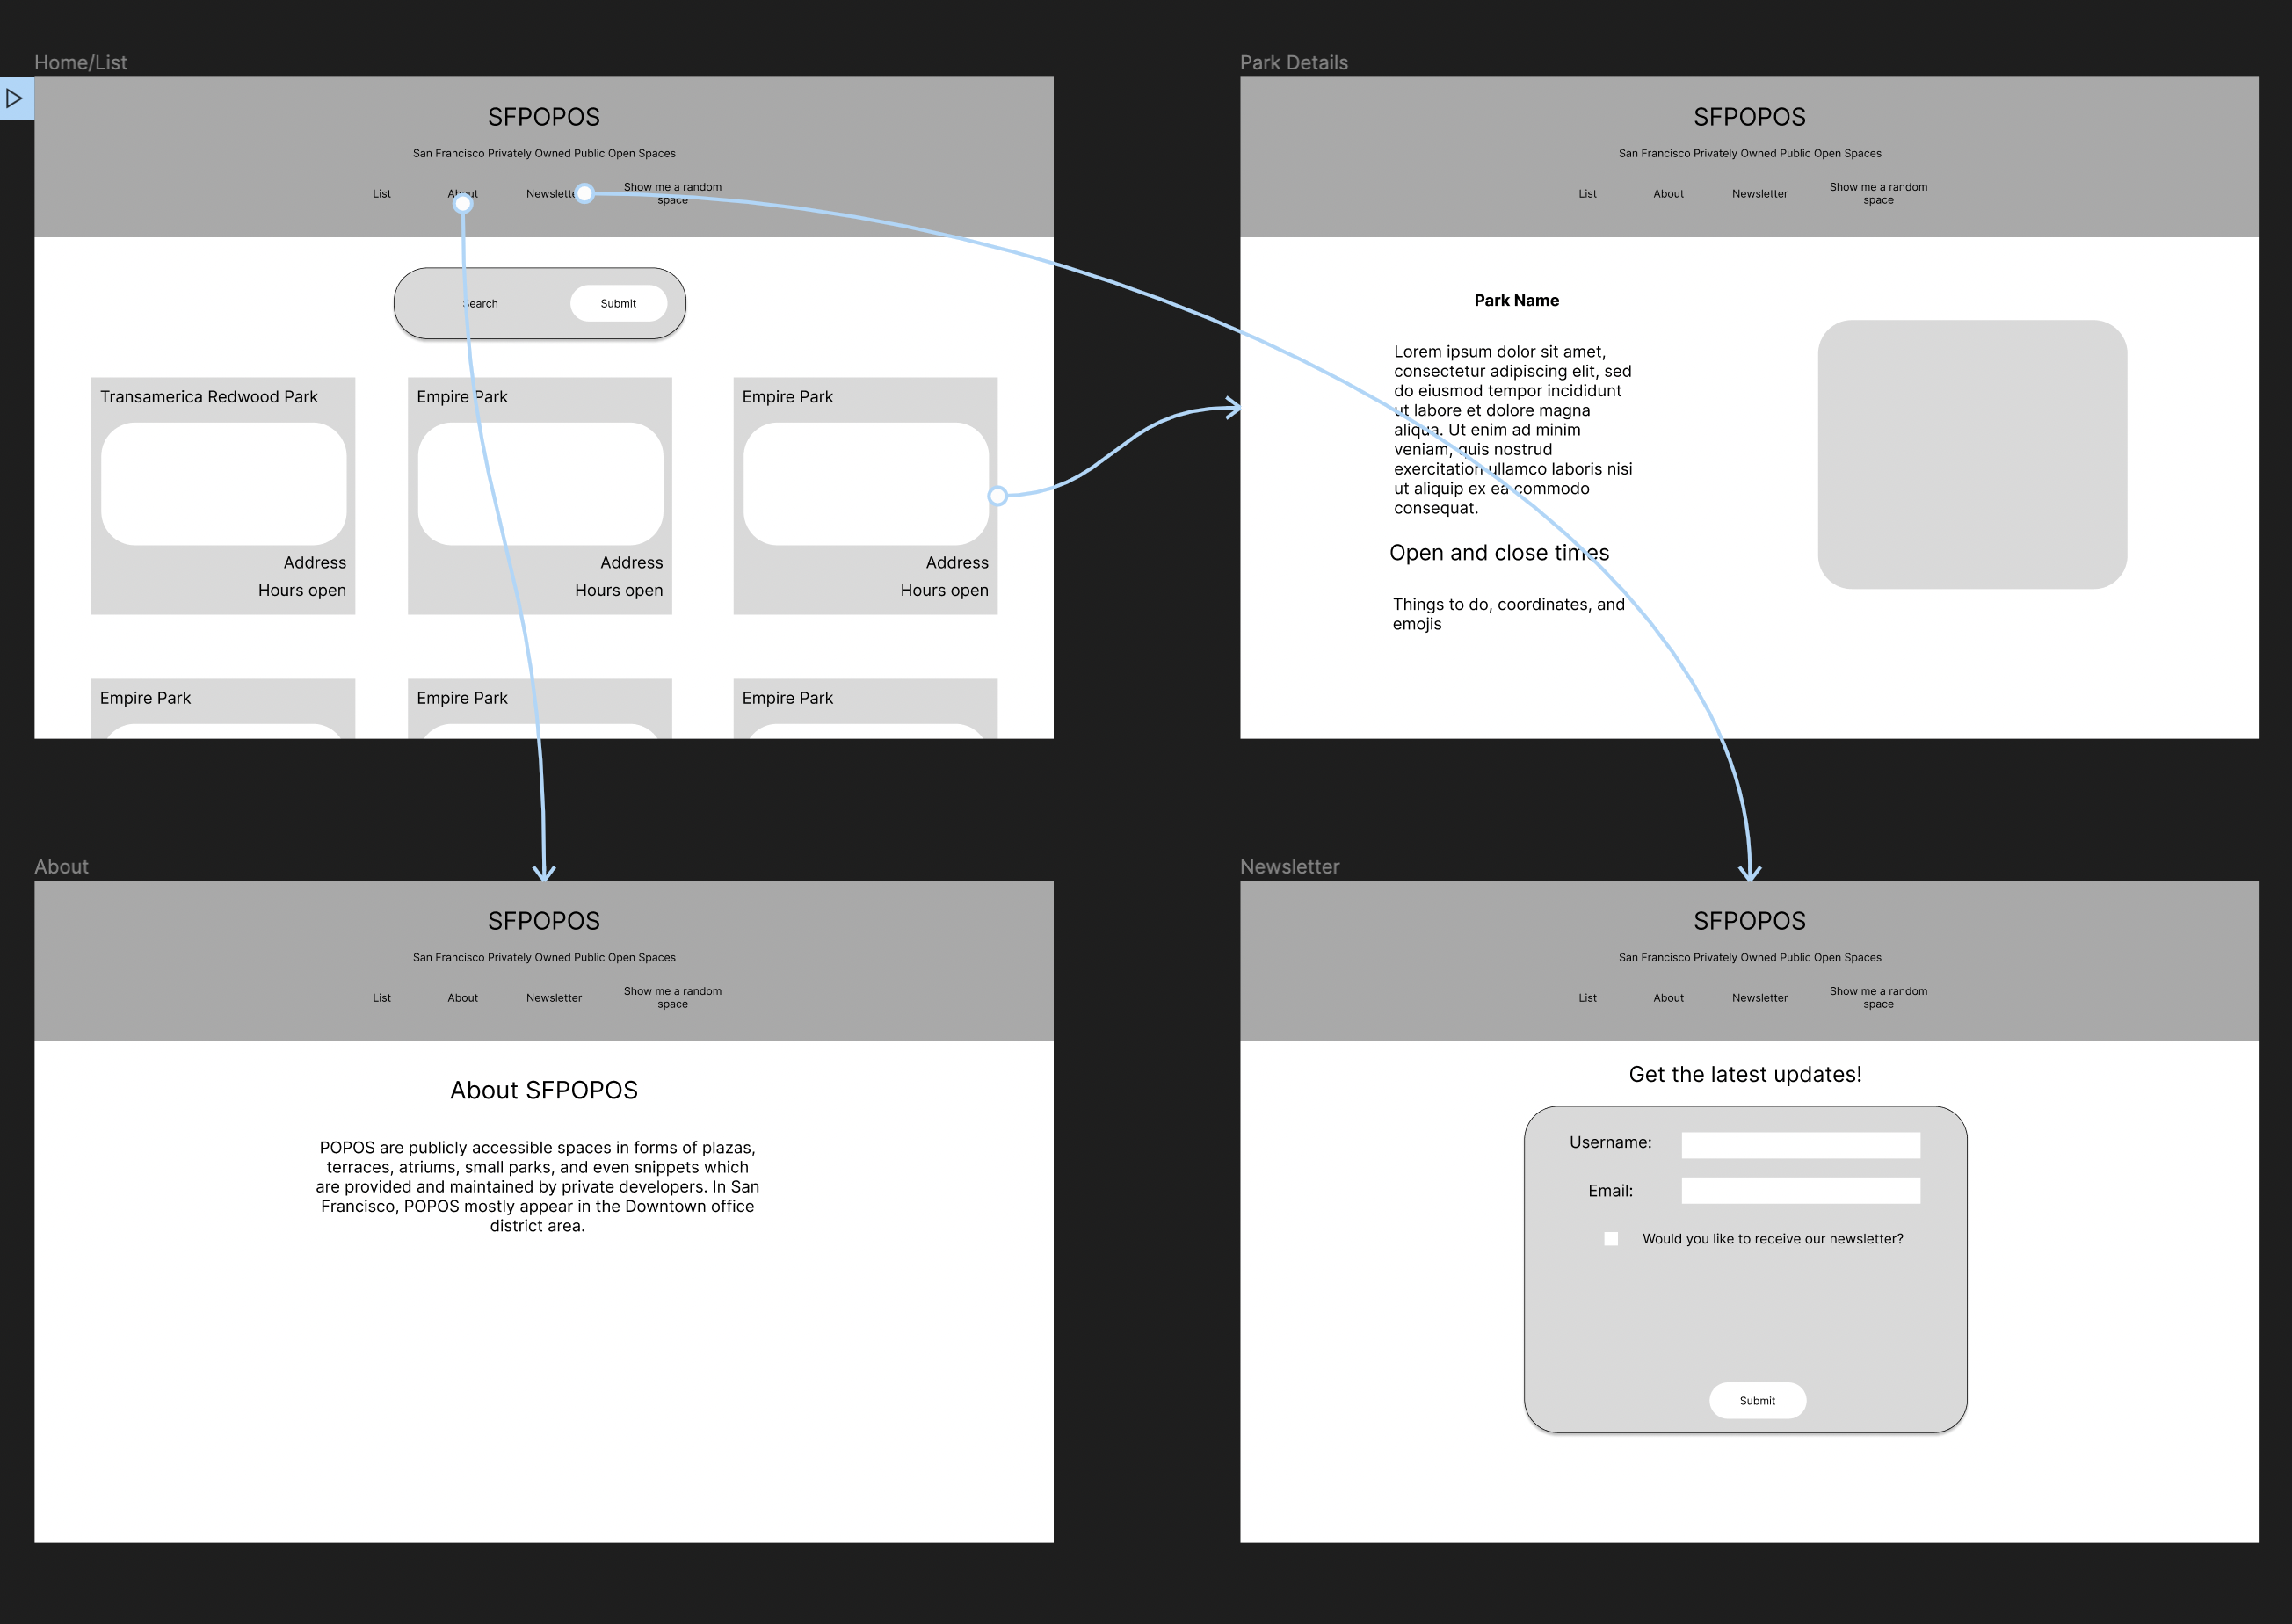 Home/List
SFPOPOS
San Francisco Privately Owned Public Open Spaces
List
About
Newsletter
Show me a random
space
Search
Submit
Transamerica Redwood Park
Address
Hours open
Empire Park
Address
Hours open
Empire Park
Address
Hours open
Empire Park
Empire Park
Empire Park
Park Details
SFPOPOS
San Francisco Privately Owned Public Open Spaces
List
About
Newsletter
Show me a random
space
Park Name
Lorem ipsum dolor sit amet,
consectetur adipiscing elit, sed
do eiusmod tempor incididunt
ut labore et dolore magna
aliqua. Ut enim ad minim
veniam, quis nostrud
exercitation ullamco laboris nisi
ut aliquip ex ea commodo
consequat.
Open and close times
Things to do, coordinates, and
emojis
About
SFPOPOS
San Francisco Privately Owned Public Open Spaces
List
About
Newsletter
Show me a random
space
About SFPOPOS
POPOS are publicly accessible spaces in forms of plazas,
terraces, atriums, small parks, and even snippets which
are provided and maintained by private developers. In San
Francisco, POPOS mostly appear in the Downtown office
district area.
Newsletter
SFPOPOS
San Francisco Privately Owned Public Open Spaces
List
About
Newsletter
Show me a random
space
Get the latest updates!
Username:
Email:
Would you like to receive our newsletter?
Submit